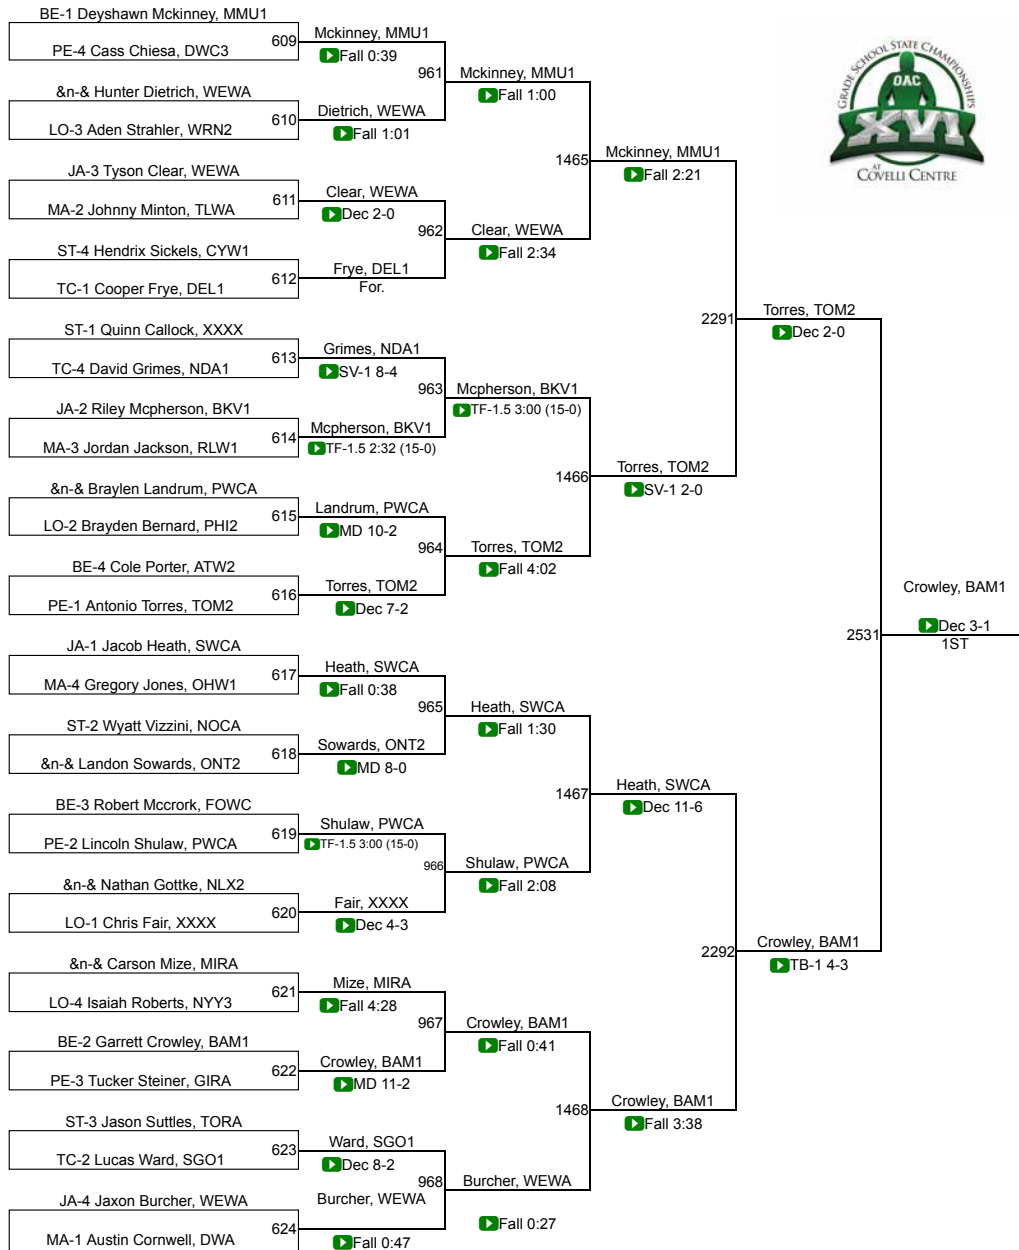 BE-1 Deyshawn Mckinney, MMU1
609
PE-4 Cass Chiesa, DWC3
Mckinney, MMU1
Fall 0:39
961
&n-& Hunter Dietrich, WEWA
610
LO-3 Aden Strahler, WRN2
Dietrich, WEWA
Fall 1:01
Mckinney, MMU1
Fall 1:00
1465
JA-3 Tyson Clear, WEWA
611
MA-2 Johnny Minton, TLWA
Clear, WEWA
Dec 2-0
962
ST-4 Hendrix Sickels, CYW1
612
TC-1 Cooper Frye, DEL1
Frye, DEL1
For.
Clear, WEWA
Fall 2:34
Mckinney, MMU1
Fall 2:21
2291
ST-1 Quinn Callock, XXXX
613
TC-4 David Grimes, NDA1
Grimes, NDA1
SV-1 8-4
963
JA-2 Riley Mcpherson, BKV1
614
MA-3 Jordan Jackson, RLW1
Mcpherson, BKV1
TF-1.5 2:32 (15-0)
Mcpherson, BKV1
TF-1.5 3:00 (15-0)
1466
&n-& Braylen Landrum, PWCA
615
LO-2 Brayden Bernard, PHI2
Landrum, PWCA
MD 10-2
964
BE-4 Cole Porter, ATW2
616
PE-1 Antonio Torres, TOM2
Torres, TOM2
Dec 7-2
Torres, TOM2
Fall 4:02
Torres, TOM2
SV-1 2-0
Torres, TOM2
Dec 2-0
2531
JA-1 Jacob Heath, SWCA
617
MA-4 Gregory Jones, OHW1
Heath, SWCA
Fall 0:38
965
ST-2 Wyatt Vizzini, NOCA
618
&n-& Landon Sowards, ONT2
Sowards, ONT2
MD 8-0
Heath, SWCA
Fall 1:30
1467
BE-3 Robert Mccrork, FOWC
619
PE-2 Lincoln Shulaw, PWCA
Shulaw, PWCA
TF-1.5 3:00 (15-0)
966
&n-& Nathan Gottke, NLX2
620
LO-1 Chris Fair, XXXX
Fair, XXXX
Dec 4-3
Shulaw, PWCA
Fall 2:08
Heath, SWCA
Dec 11-6
2292
&n-& Carson Mize, MIRA
621
LO-4 Isaiah Roberts, NYY3
Mize, MIRA
Fall 4:28
967
BE-2 Garrett Crowley, BAM1
622
PE-3 Tucker Steiner, GIRA
Crowley, BAM1
MD 11-2
Crowley, BAM1
Fall 0:41
1468
ST-3 Jason Suttles, TORA
623
TC-2 Lucas Ward, SGO1
Ward, SGO1
Dec 8-2
968
JA-4 Jaxon Burcher, WEWA
624
MA-1 Austin Cornwell, DWA
Burcher, WEWA
Fall 0:47
Burcher, WEWA
Fall 0:27
Crowley, BAM1
Fall 3:38
Crowley, BAM1
TB-1 4-3
Crowley, BAM1
Dec 3-1
1ST
GRADE SCHOOL STATE CHAMPIONSHIPS
OAC
XVI
AT
COVELLI CENTRE